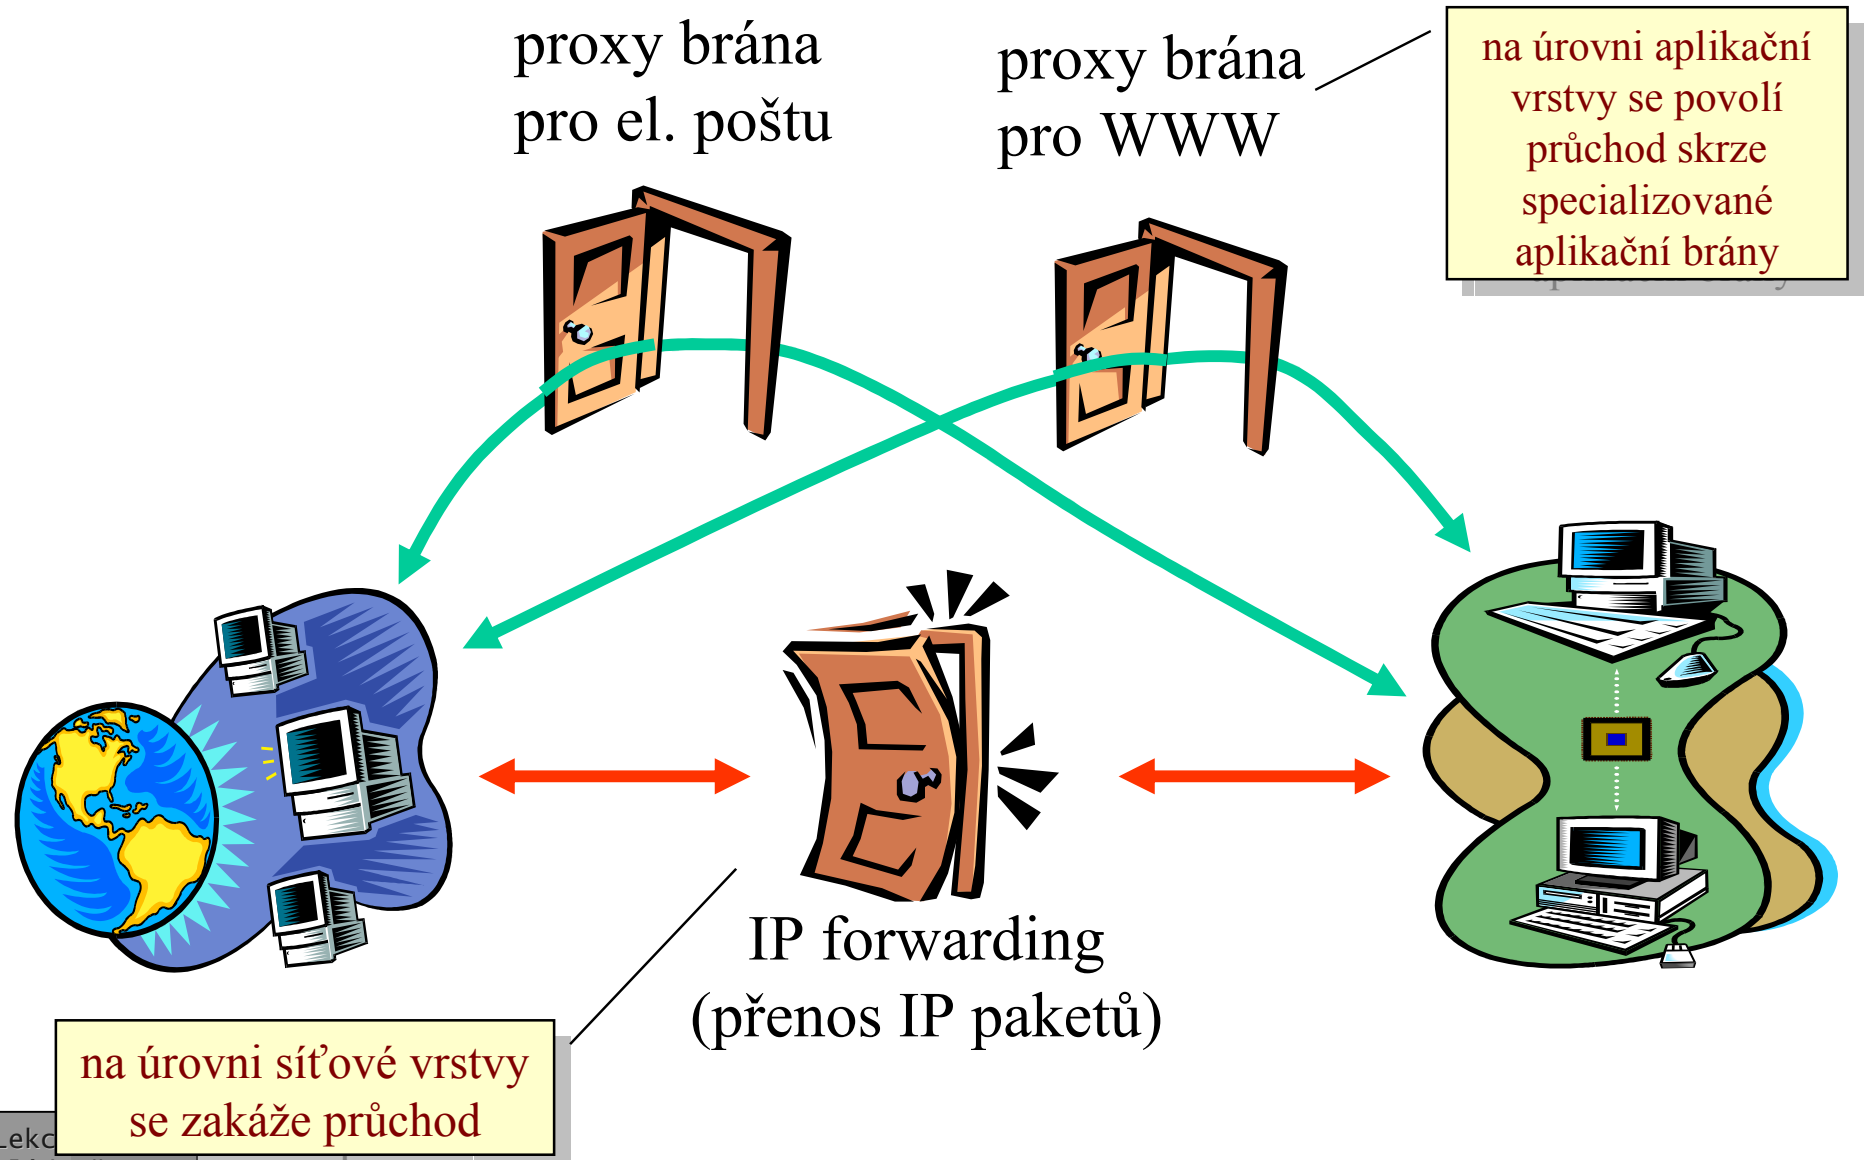 proxy brána
pro el. poštu
proxy brána
pro WWW
na úrovni aplikační
vrstvy se povolí
průchod skrze
specializované
aplikační brány
IP forwarding
(přenos IP paketů)
na úrovni síťové vrstvy
se zakáže průchod